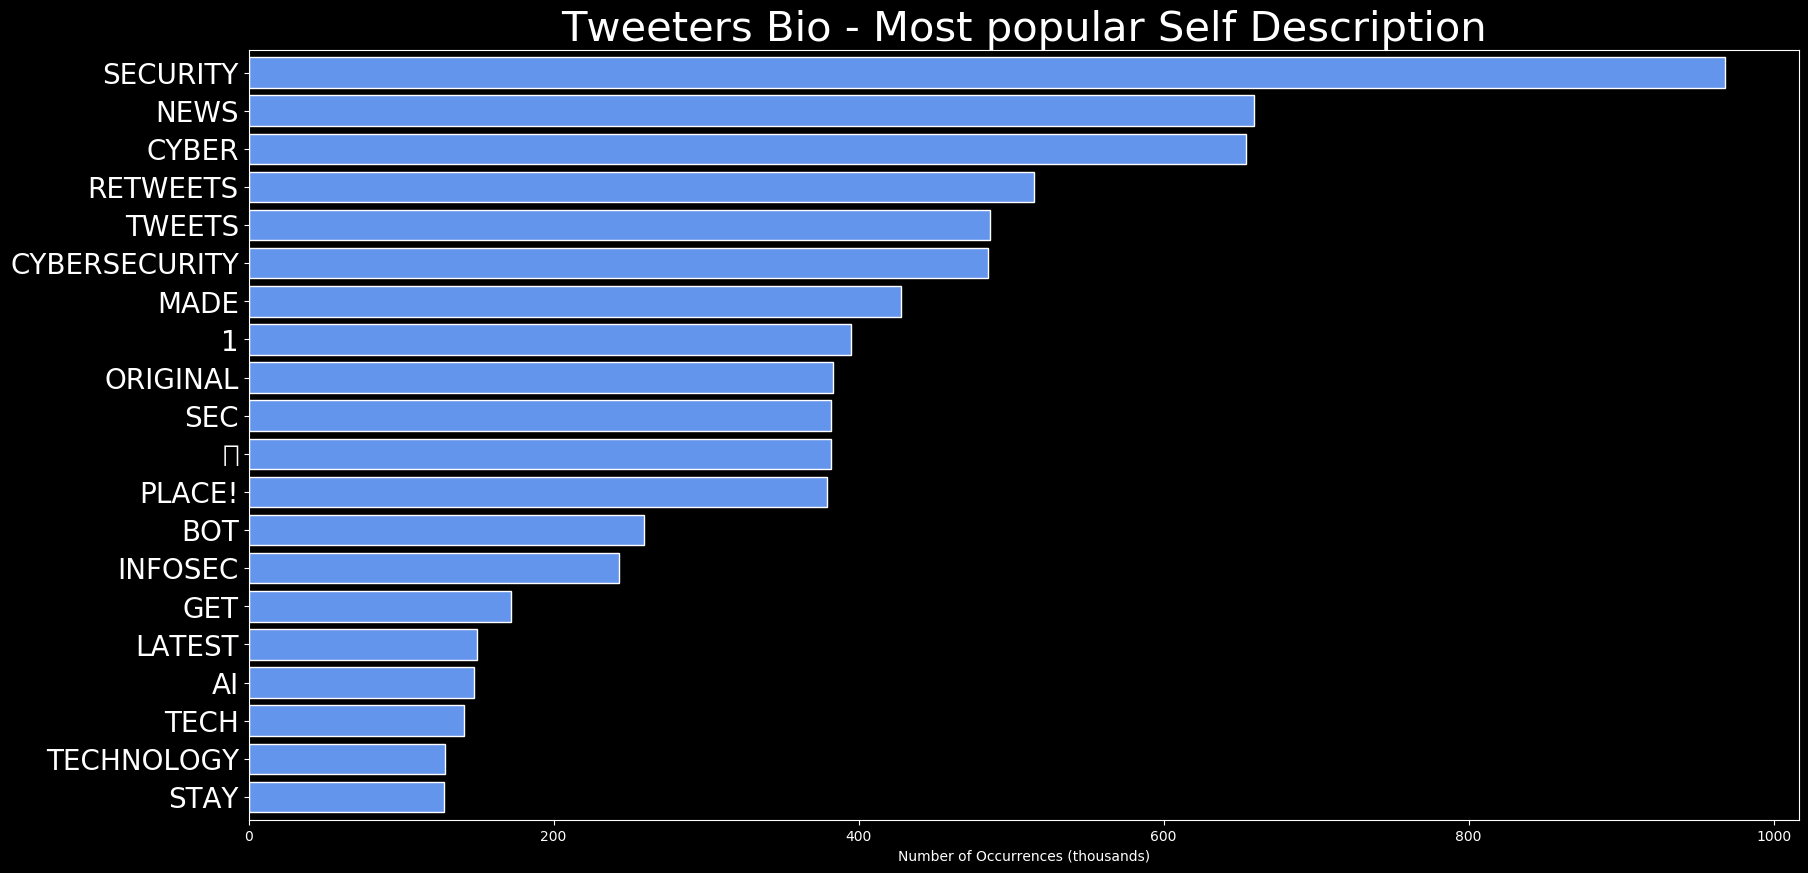 Tweeters Bio - Most popular Self Description
SECURITY
NEWS
CYBER
RETWEETS
TWEETS
CYBERSECURITY
MADE
1
ORIGINAL
SEC
PLACE!
BOT
INFOSEC
GET
LATEST
AI
TECH
TECHNOLOGY
STAY
0 200 400 600 800 1000
Number of Occurrences (thousands)